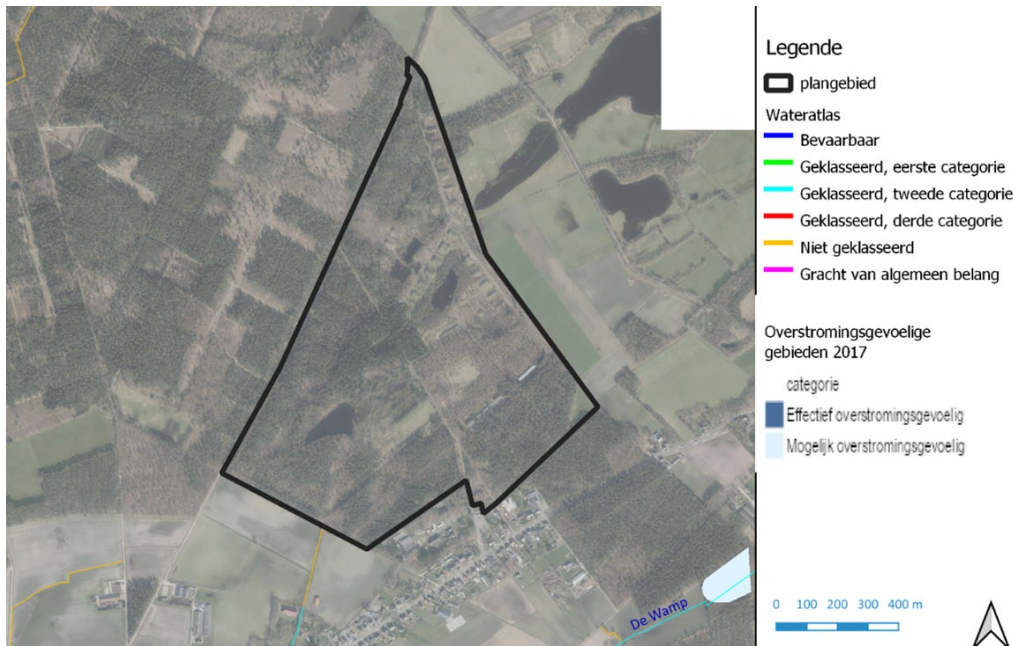 Legende
plangebied
Wateratlas
Bevaarbaar
Geklasseerd, eerste categorie
Geklasseerd, tweede categorie
Geklasseerd, derde categorie
Niet geklasseerd
Gracht van algemeen belang
Overstromingsgevoelige
gebieden 2017
categorie
Effectief overstromingsgevoelig
Mogelijk overstromingsgevoelig
De Wamp
0 100 200 300 400 m